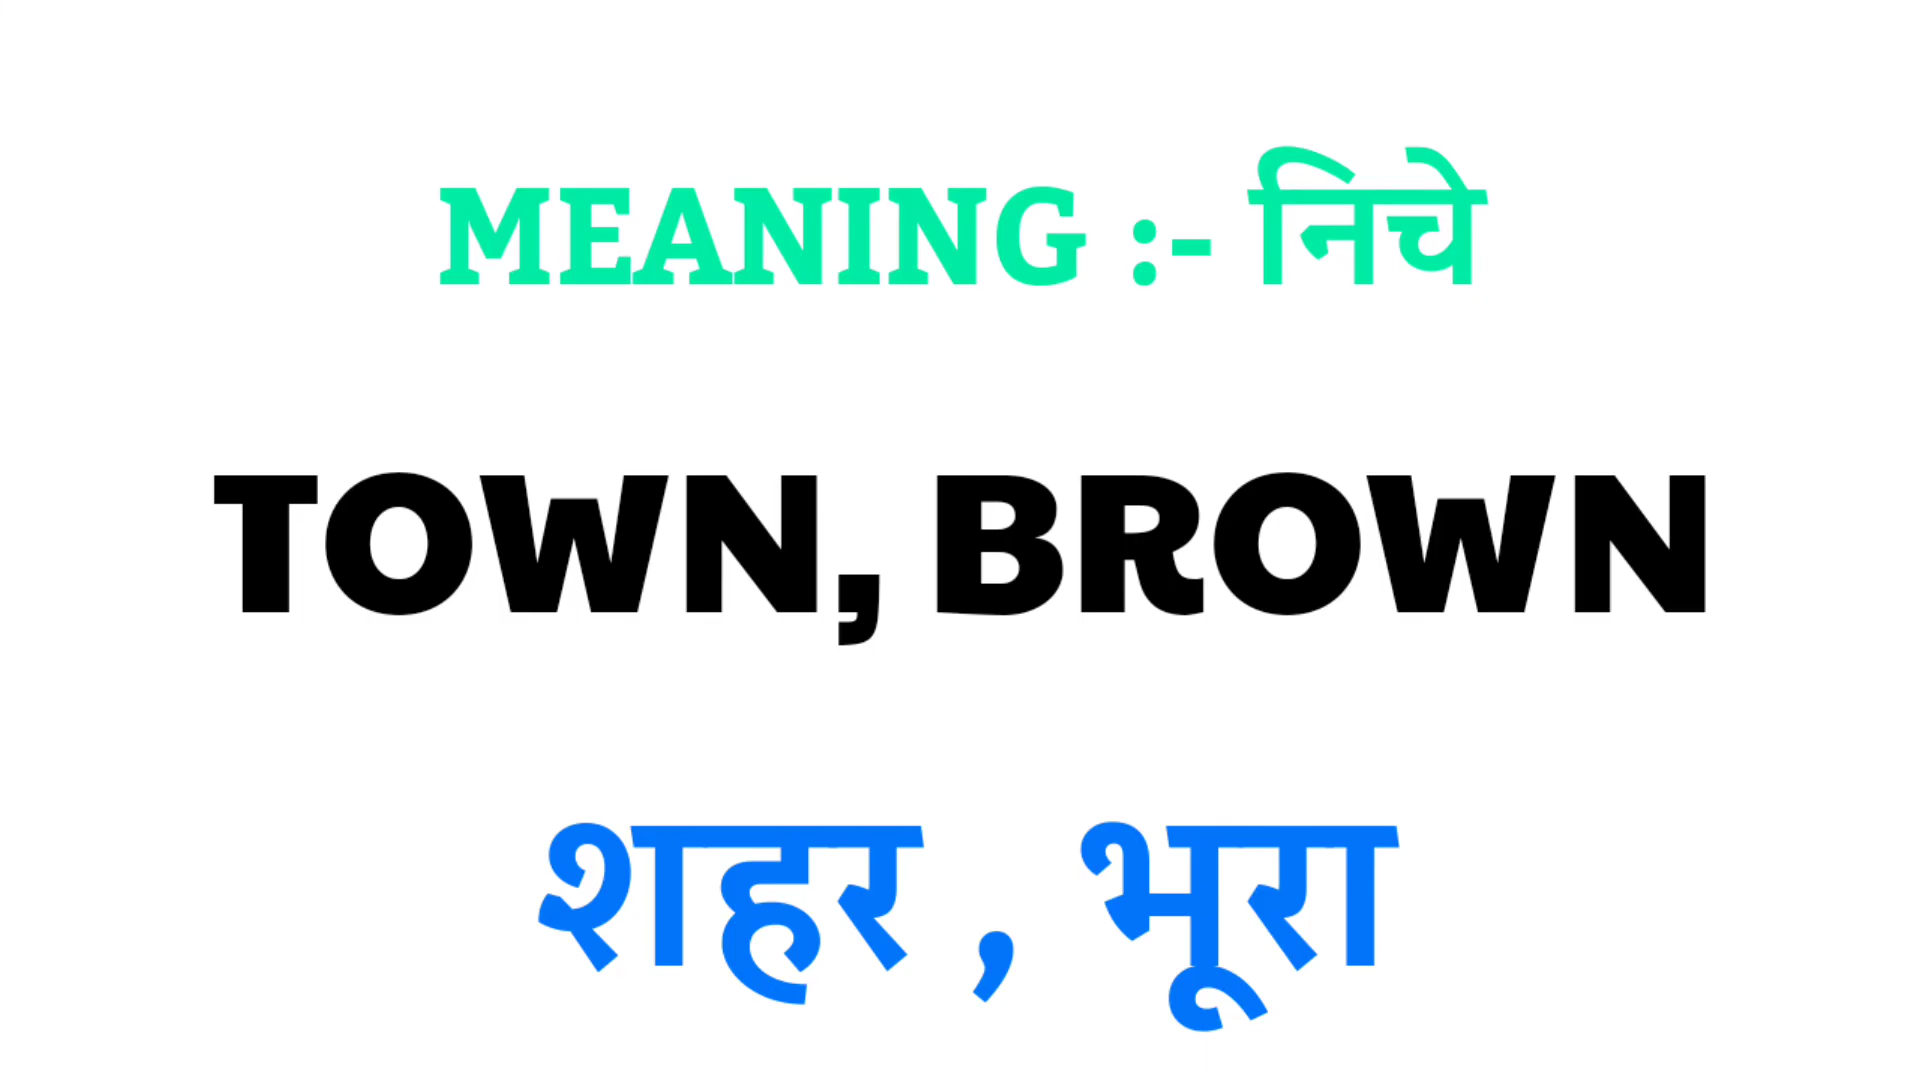 MEANING :- निचे
TOWN, BROWN
शहर , भूरा